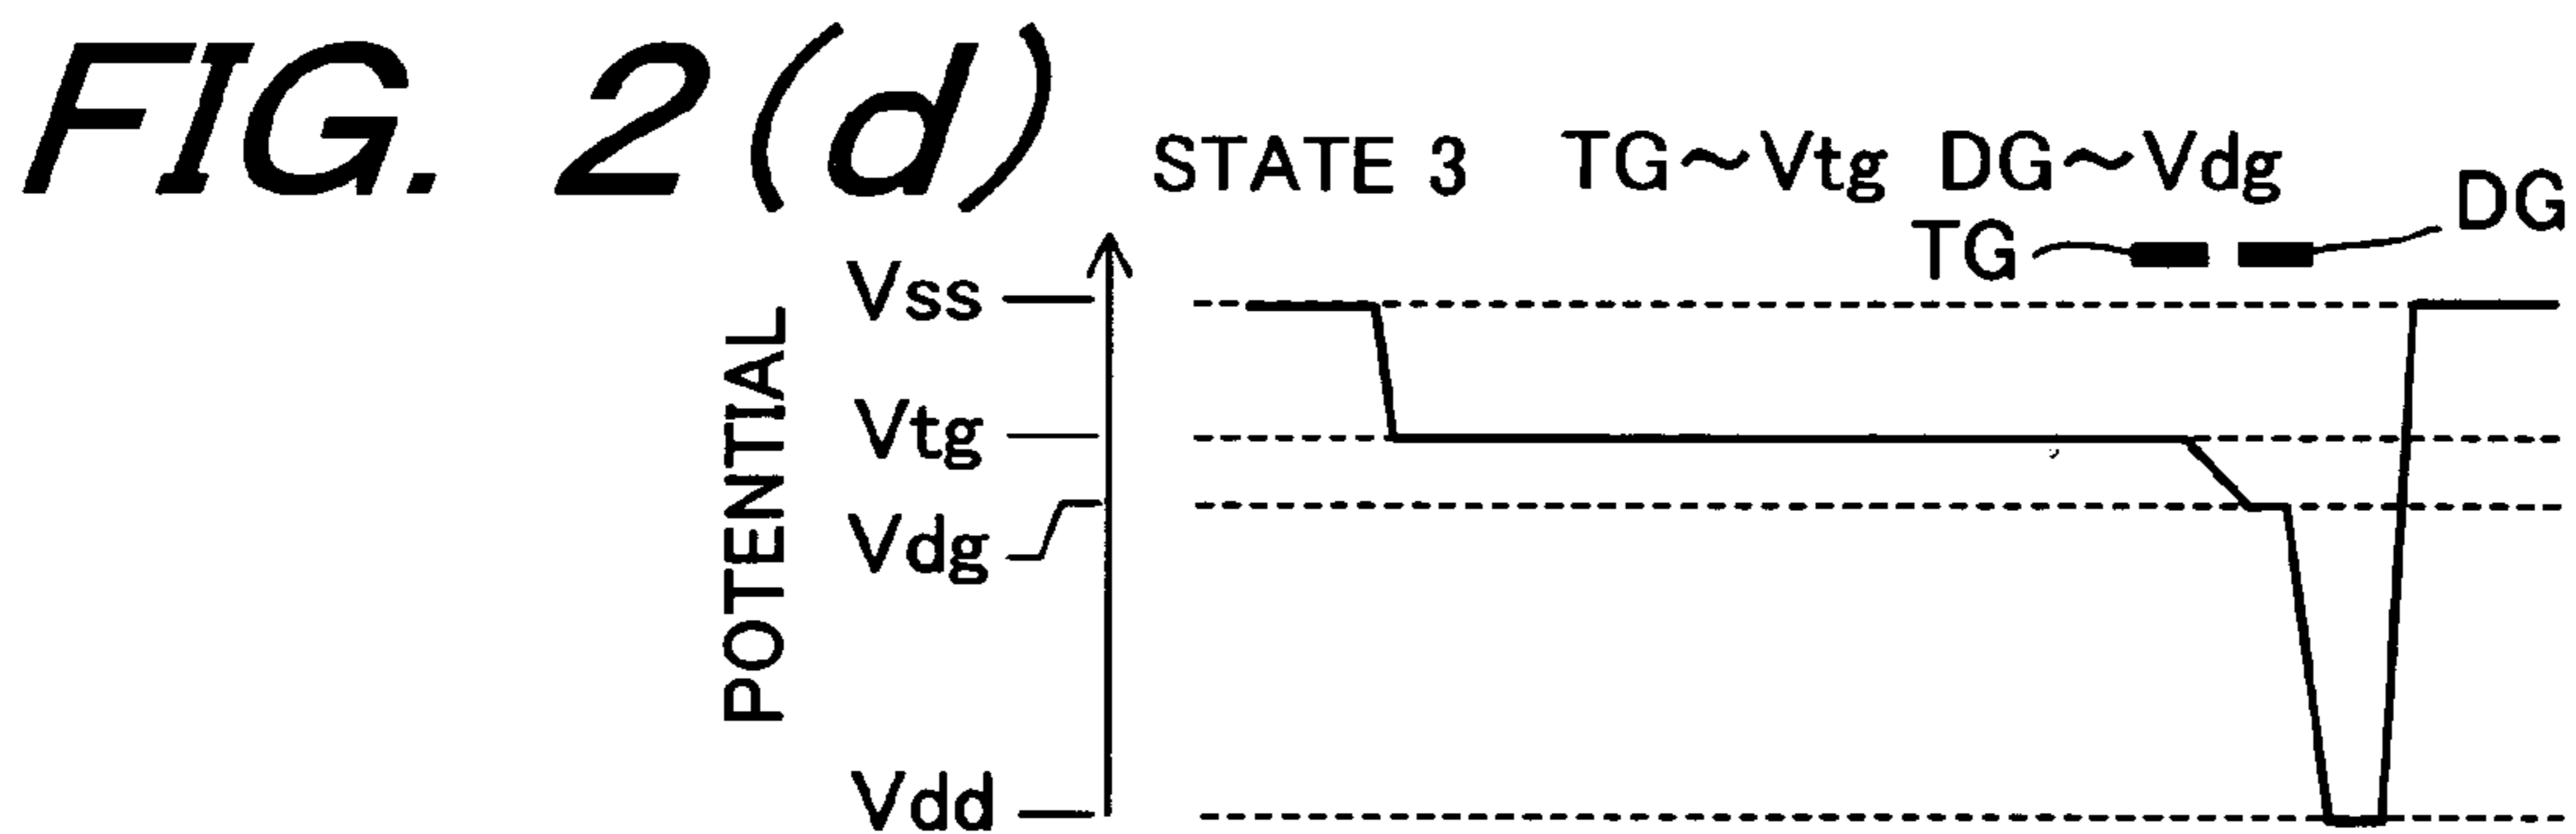 FIG. 2(d)
STATE 3 TG~Vtg DG~Vdg
DG
TG
Vss
Vtg
Vdg
Vdd
POTENTIAL